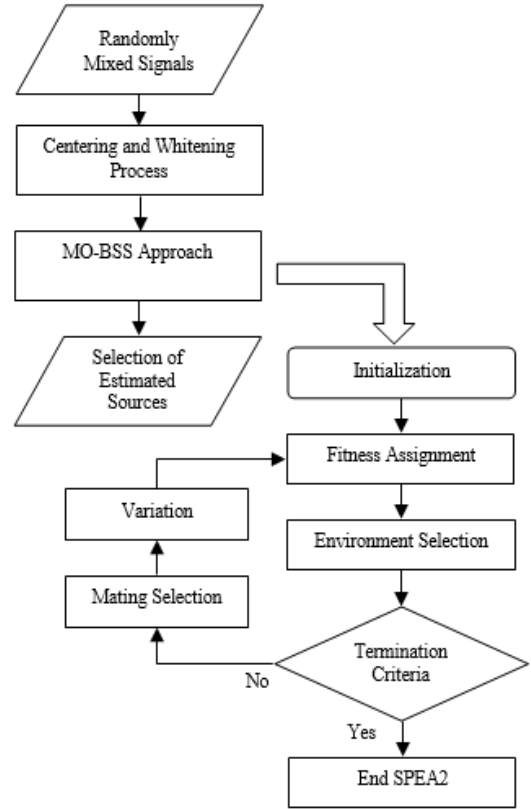 Randomly
Mixed Signals
Centering and Whitening
Process
MO-BSS Approach
Selection of
Estimated
Sources
Initialization
Fitness Assignment
Variation
Environment Selection
Mating Selection
Termination
Criteria
No
Yes
End SPEA2